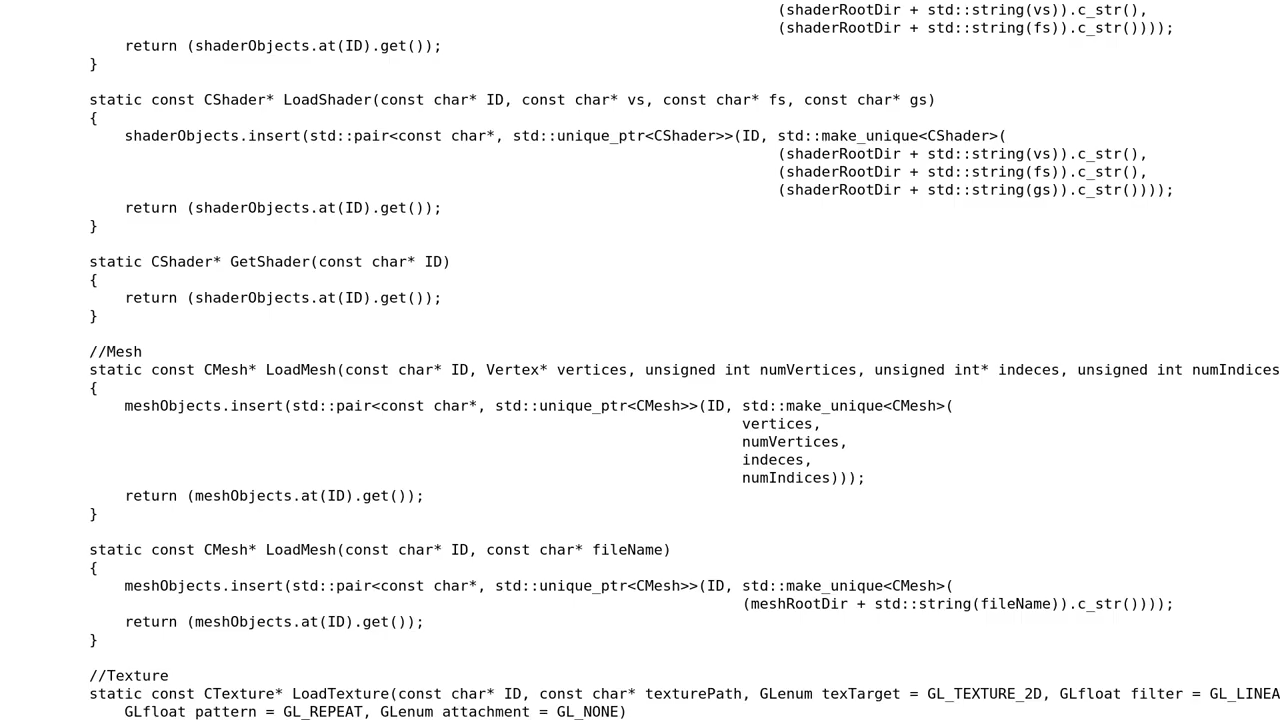 (shaderRootDir + std::string(vs)).c_str(),
(shaderRootDir + std::string(fs)).c_str())));
return (shaderObjects.at(ID).get());
}
static const CShader* LoadShader(const char* ID, const char* vs, const char* fs, const char* gs)
{
shaderObjects.insert(std::pair<const char*, std::unique_ptr<CShader>>(ID, std::make_unique<CShader>(
(shaderRootDir + std::string(vs)).c_str(),
(shaderRootDir + std::string(fs)).c_str(),
(shaderRootDir + std::string(gs)).c_str())));
return (shaderObjects.at(ID).get());
}
static CShader* GetShader(const char* ID)
{
return (shaderObjects.at(ID).get());
}
//Mesh
static const CMesh* LoadMesh(const char* ID, Vertex* vertices, unsigned int numVertices, unsigned int* indeces, unsigned int numIndices
{
meshObjects.insert(std::pair<const char*, std::unique_ptr<CMesh>>(ID, std::make_unique<CMesh>(
vertices,
numVertices,
indeces,
numIndices)));
return (meshObjects.at(ID).get());
}
static const CMesh* LoadMesh(const char* ID, const char* fileName)
{
meshObjects.insert(std::pair<const char*, std::unique_ptr<CMesh>>(ID, std::make_unique<CMesh>(
(meshRootDir + std::string(fileName)).c_str())));
return (meshObjects.at(ID).get());
}
//Texture
static const CTexture* LoadTexture(const char* ID, const char* texturePath, GLenum texTarget = GL_TEXTURE_2D, GLfloat filter = GL_LINEA
GLfloat pattern = GL_REPEAT, GLenum attachment = GL_NONE)